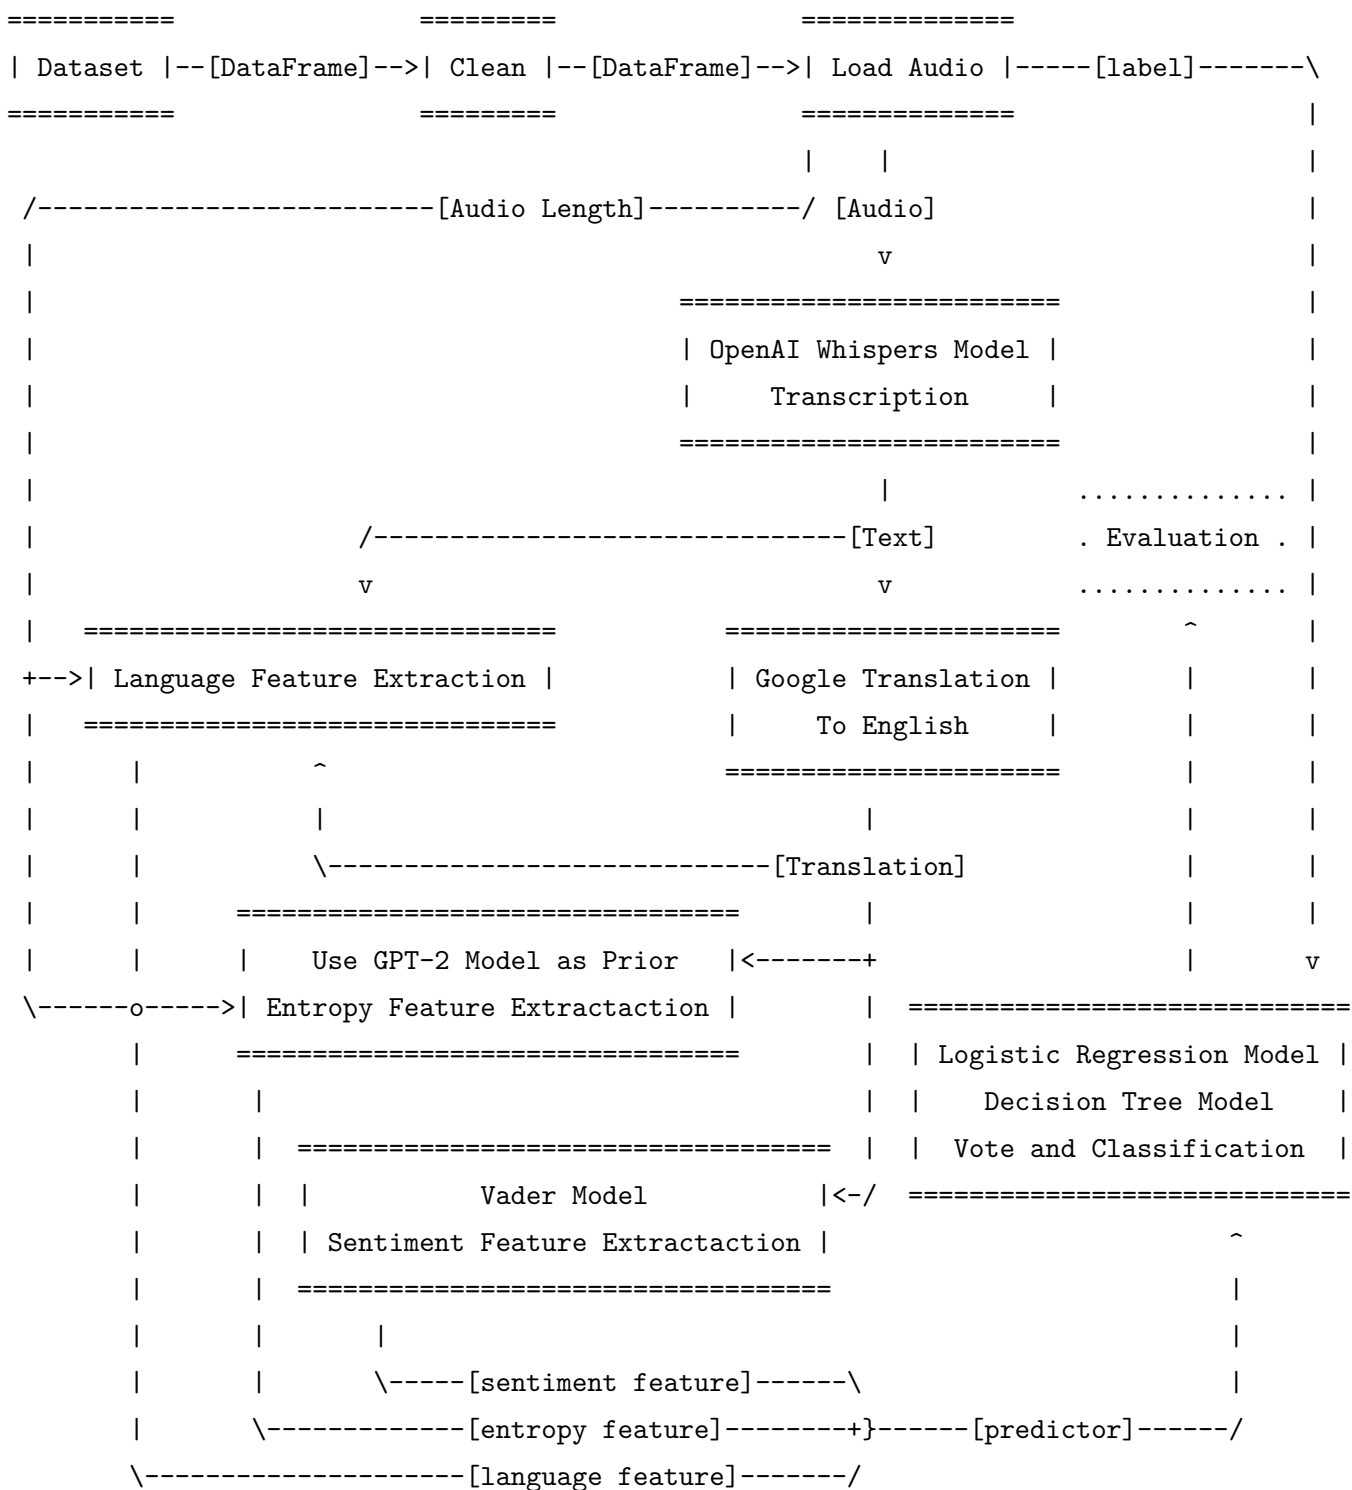 ===========                =========                ==============
| Dataset |--[DataFrame]-->| Clean |--[DataFrame]-->| Load Audio |-----[label]-------\
===========                =========                ==============                   |
                                                    |    |                           |
 /--------------------------[Audio Length]----------/ [Audio]                        |
 |                                                       v                           |
 |                                          =========================                |
 |                                          | OpenAI Whispers Model |                |
 |                                          |     Transcription     |                |
 |                                          =========================                |
 |                                                       |            .............. |
 |                     /-------------------------------[Text]         . Evaluation . |
 |                     v                                 v            .............. |
 |   ===============================           ======================        ^       |
 +-->| Language Feature Extraction |           | Google Translation |        |       |
 |   ===============================           |     To English     |        |       |
 |      |           ^                          ======================        |       |
 |      |           |                                   |                    |       |
 |      |           \-----------------------------[Translation]              |       |
 |      |      =================================        |                    |       |
 |      |      |    Use GPT-2 Model as Prior   |<-------+                    |       v
 \------o----->| Entropy Feature Extractaction |        |  =============================
        |      =================================        |  | Logistic Regression Model |
        |       |                                       |  |    Decision Tree Model    |
        |       |  ===================================  |  |  Vote and Classification  |
        |       |  |           Vader Model           |<-/  =============================
        |       |  | Sentiment Feature Extractaction |                          ^
        |       |  ===================================                          |
        |       |       |                                                       |
        |       |       \-----[sentiment feature]------\                        |
        |       \-------------[entropy feature]--------+}------[predictor]------/
        \---------------------[language feature]-------/